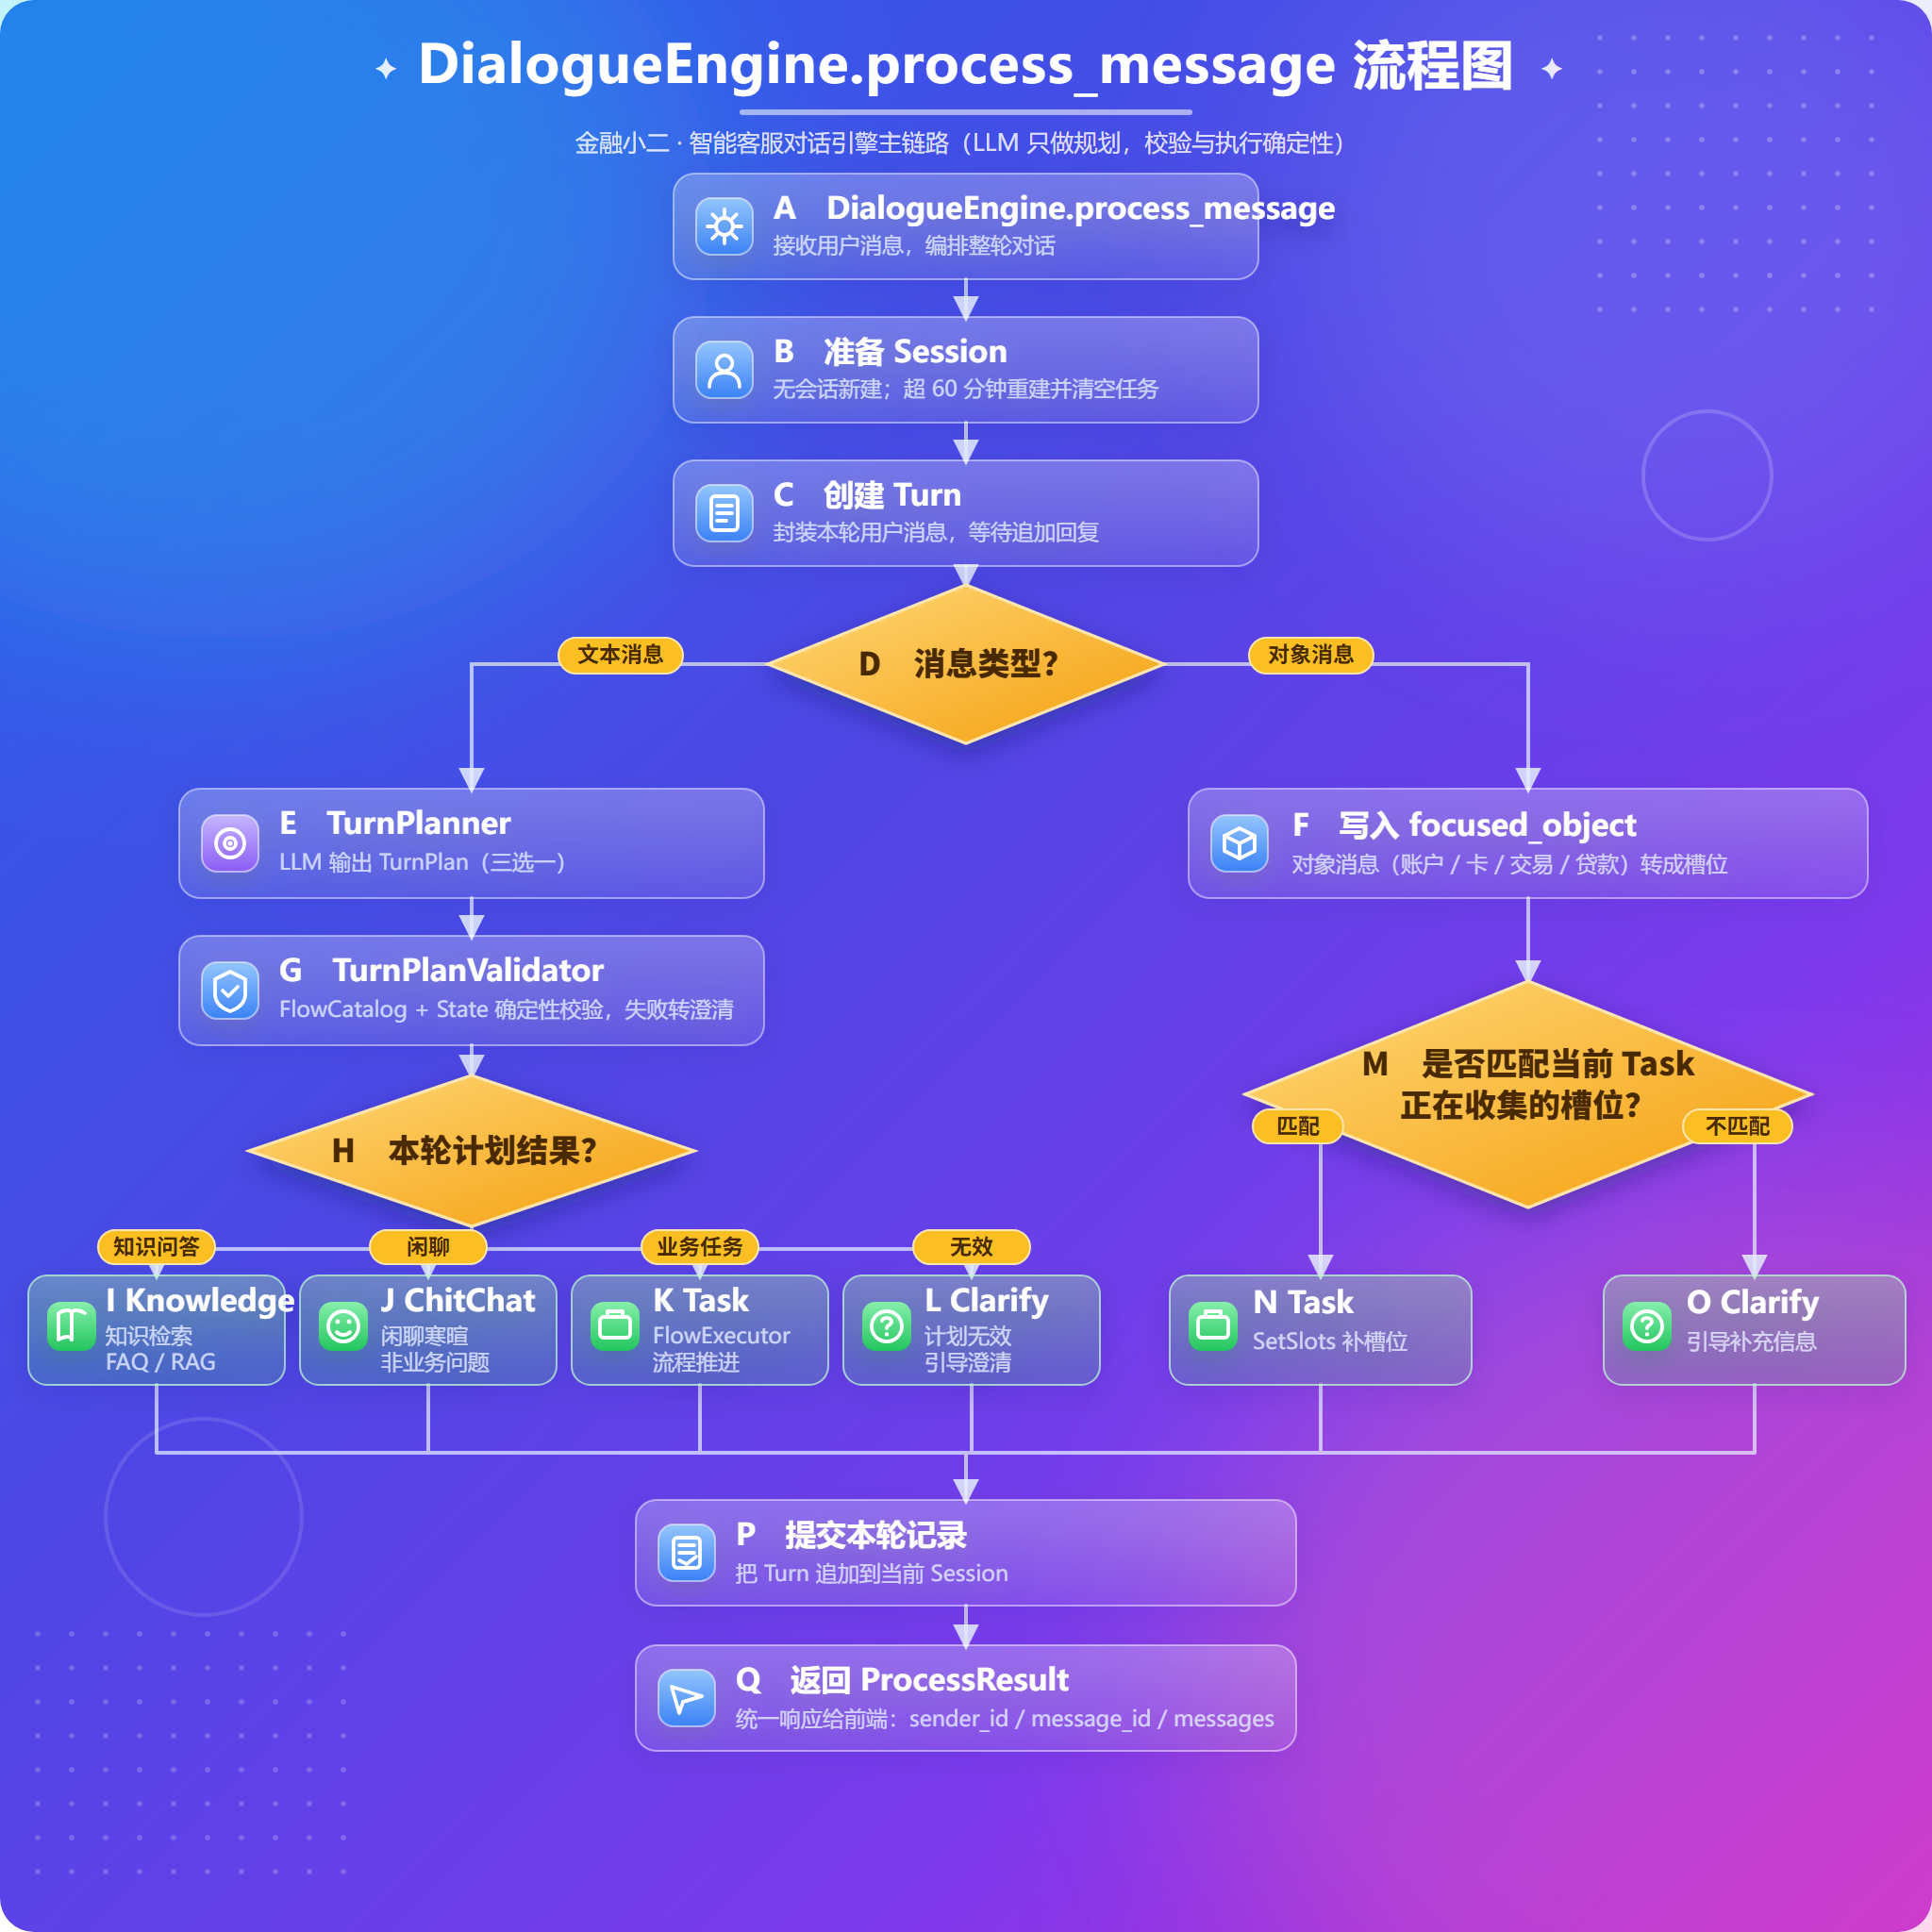 DialogueEngine.process_message 流程图
金融小二 · 智能客服对话引擎主链路（LLM 只做规划，校验与执行确定性）
A DialogueEngine.process_message
接收用户消息，编排整轮对话
B 准备 Session
无会话新建；超 60 分钟重建并清空任务
C 创建 Turn
封装本轮用户消息，等待追加回复
D 消息类型？
文本消息
对象消息
E TurnPlanner
LLM 输出 TurnPlan（三选一）
F 写入 focused_object
对象消息（账户 / 卡 / 交易 / 贷款）转成槽位
G TurnPlanValidator
FlowCatalog + State 确定性校验，失败转澄清
H 本轮计划结果？
M 是否匹配当前 Task
正在收集的槽位？
匹配
不匹配
知识问答
闲聊
业务任务
无效
I Knowledge
知识检索
FAQ / RAG
J ChitChat
闲聊寒暄
非业务问题
K Task
FlowExecutor
流程推进
L Clarify
计划无效
引导澄清
N Task
SetSlots 补槽位
O Clarify
引导补充信息
P 提交本轮记录
把 Turn 追加到当前 Session
Q 返回 ProcessResult
统一响应给前端：sender_id / message_id / messages